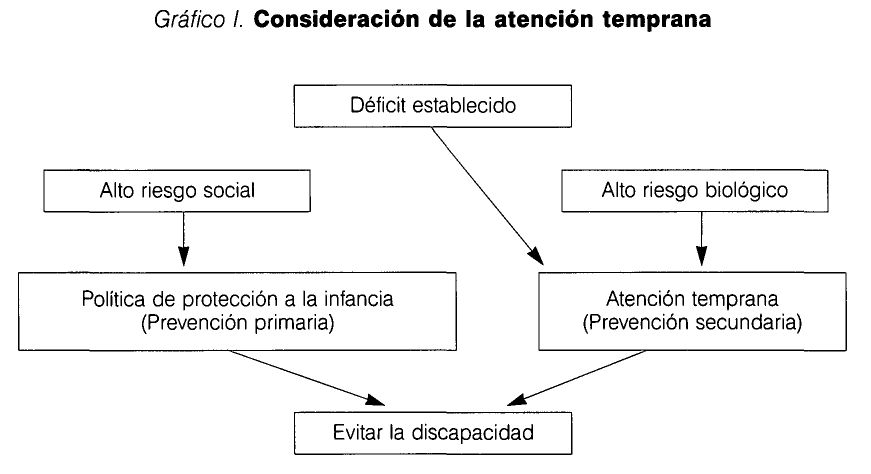 Gráfico I. Consideración de la atención temprana
Déficit establecido
Alto riesgo social
Alto riesgo biológico
Política de protección a la infancia
(Prevención primaria)
Atención temprana
(Prevención secundaria)
Evitar la discapacidad